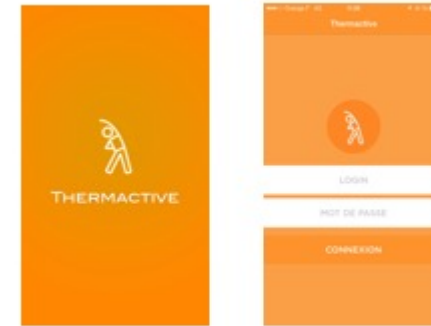 THERMACTIVE
Thermactive
LOGIN
MOT DE PASSE
CONNEXION